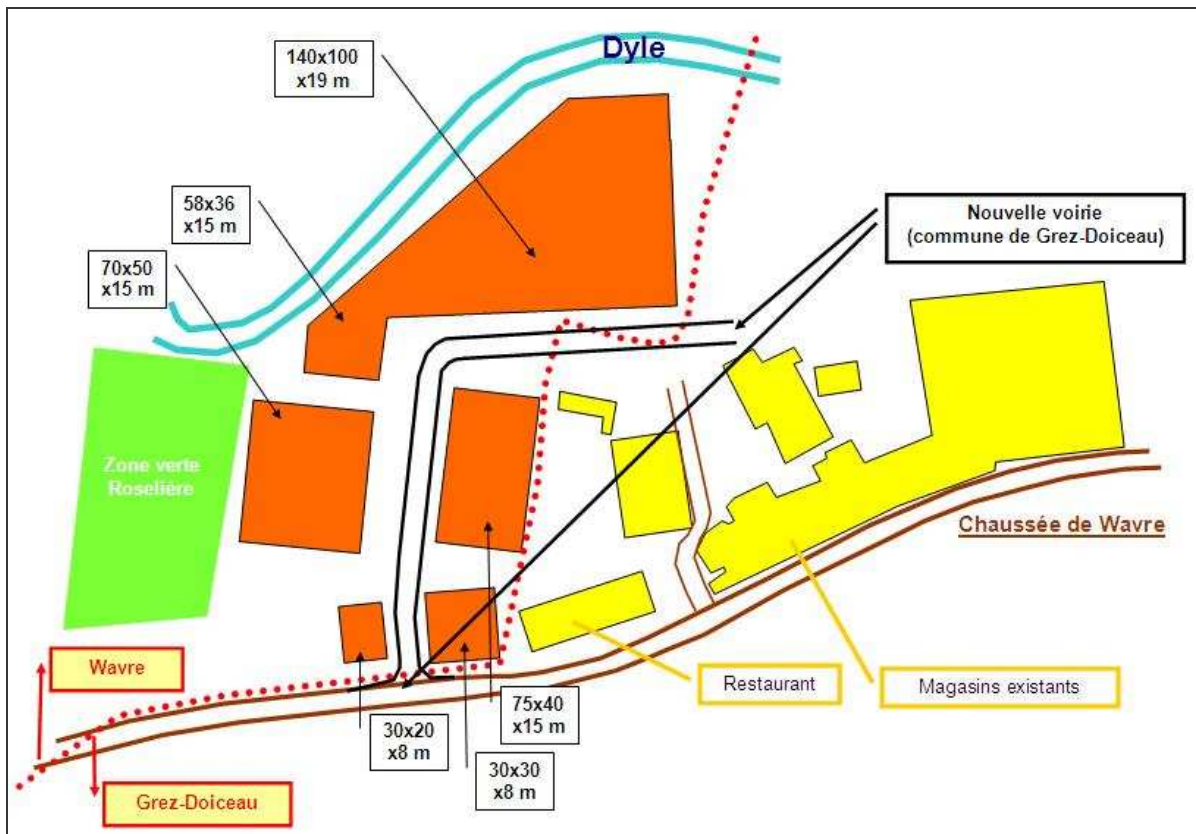 Dyle
140x100
x19 m
58x36
x15 m
70x50
x15 m
Nouvelle voirie
(commune de Grez-Doiceau)
Zone verte
Roselière
Chaussée de Wavre
Wavre
Restaurant
Magasins existants
30x20
x8 m
75x40
x15 m
30x30
x8 m
Grez-Doiceau